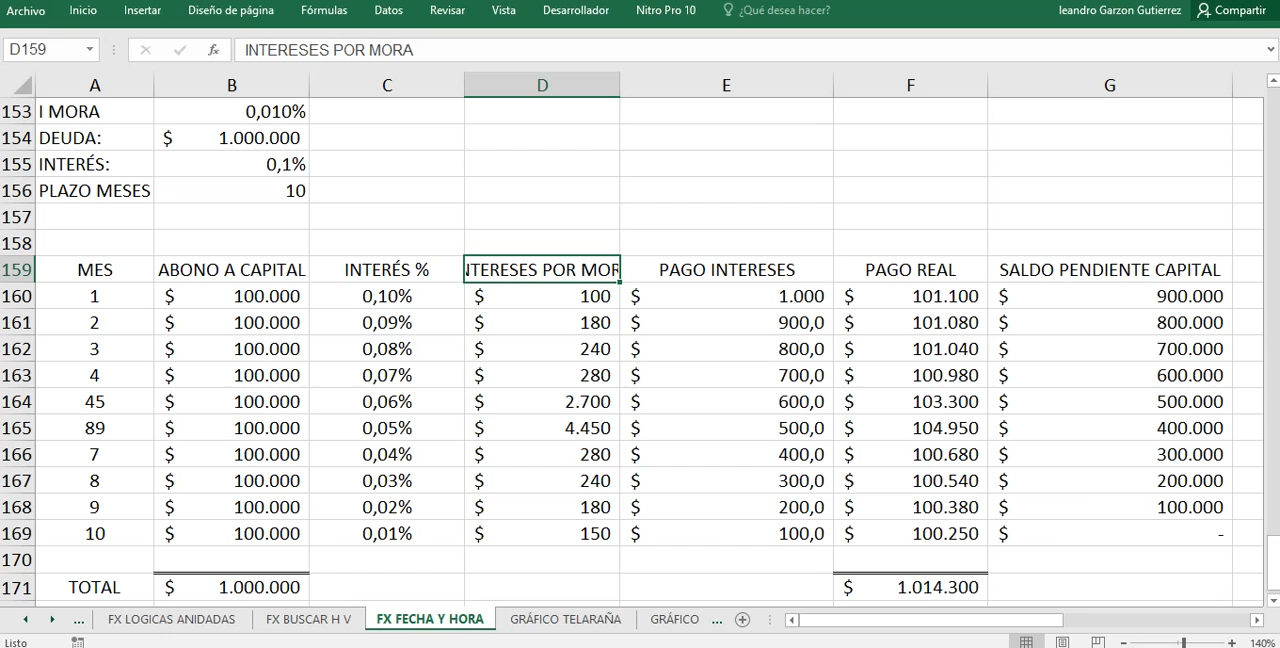 Archivo Inicio Insertar Diseño de página Fórmulas Datos Revisar Vista Desarrollador Nitro Pro 10 ¿Qué desea hacer? leandro Garzon Gutierrez Compartir
D159 fx INTERESES POR MORA
A B C D E F G
153 I MORA 0,010%
154 DEUDA: $ 1.000.000
155 INTERÉS: 0,1%
156 PLAZO MESES 10
157
158
159 MES ABONO A CAPITAL INTERÉS % NTERESES POR MOR PAGO INTERESES PAGO REAL SALDO PENDIENTE CAPITAL
160 1 $ 100.000 0,10% $ 100 $ 1.000 $ 101.100 $ 900.000
161 2 $ 100.000 0,09% $ 180 $ 900,0 $ 101.080 $ 800.000
162 3 $ 100.000 0,08% $ 240 $ 800,0 $ 101.040 $ 700.000
163 4 $ 100.000 0,07% $ 280 $ 700,0 $ 100.980 $ 600.000
164 45 $ 100.000 0,06% $ 2.700 $ 600,0 $ 103.300 $ 500.000
165 89 $ 100.000 0,05% $ 4.450 $ 500,0 $ 104.950 $ 400.000
166 7 $ 100.000 0,04% $ 280 $ 400,0 $ 100.680 $ 300.000
167 8 $ 100.000 0,03% $ 240 $ 300,0 $ 100.540 $ 200.000
168 9 $ 100.000 0,02% $ 180 $ 200,0 $ 100.380 $ 100.000
169 10 $ 100.000 0,01% $ 150 $ 100,0 $ 100.250 $ -
170
171 TOTAL $ 1.000.000 $ 1.014.300
... FX LOGICAS ANIDADAS FX BUSCAR H V FX FECHA Y HORA GRÁFICO TELARAÑA GRÁFICO ...
Listo 140%